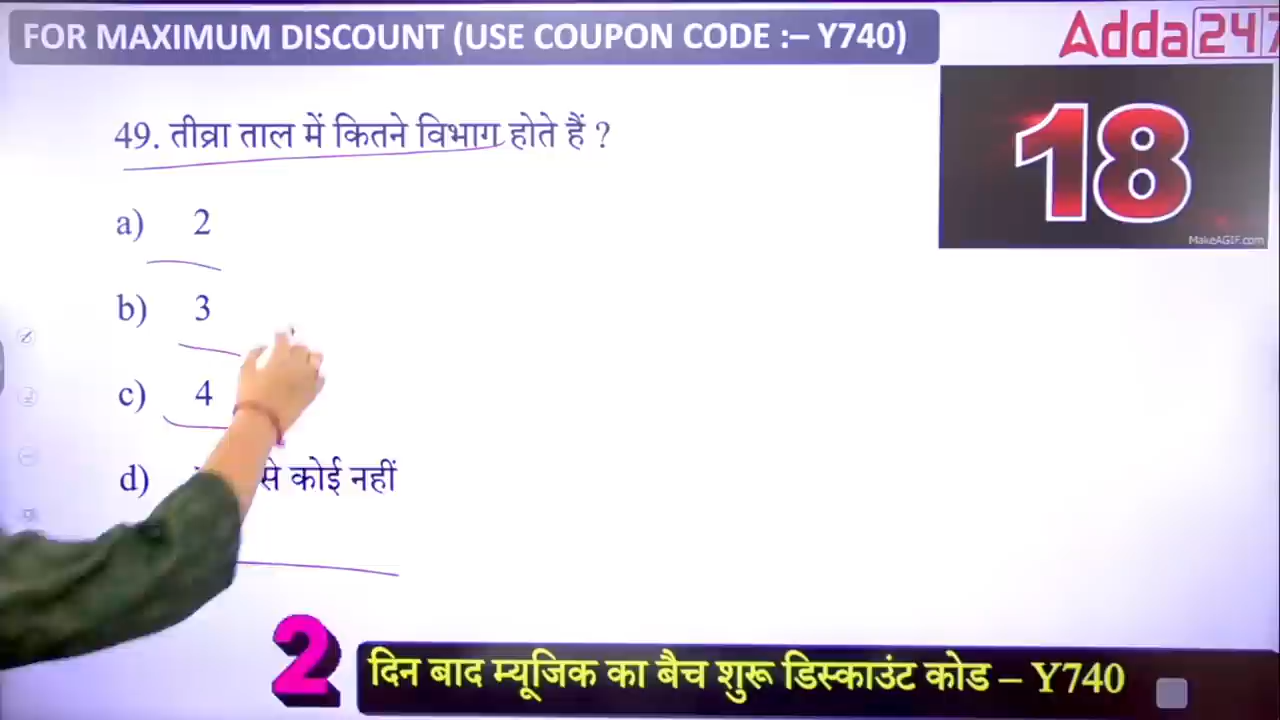 FOR MAXIMUM DISCOUNT (USE COUPON CODE :– Y740)
Adda247
49. तीव्रा ताल में कितने विभाग होते हैं ?
18
MakeAGIF.com
a) 2
b) 3
c) 4
d) से कोई नहीं
2 दिन बाद म्यूजिक का बैच शुरू डिस्काउंट कोड – Y740